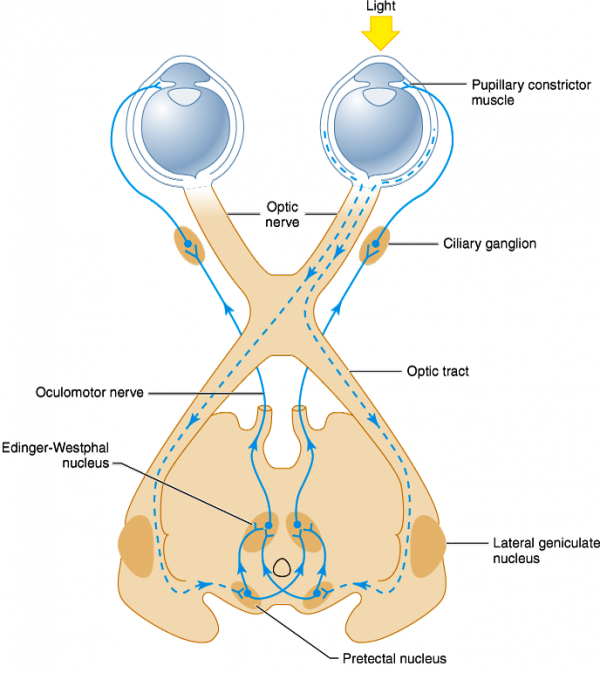 Light
Pupillary constrictor
muscle
Optic
nerve
Ciliary ganglion
Optic tract
Oculomotor nerve
Edinger-Westphal
nucleus
Lateral geniculate
nucleus
Pretectal nucleus